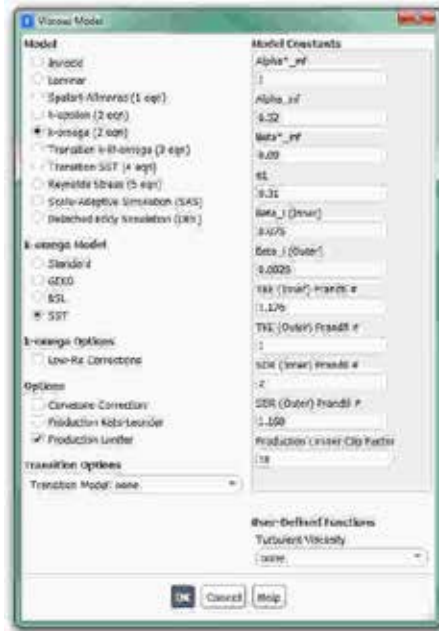 Viscous Model
Model
Inviscid
Laminar
Spalart-Allmaras (1 eqn)
k-epsilon (2 eqn)
k-omega (2 eqn)
Transition k-kl-omega (3 eqn)
Transition SST (4 eqn)
Reynolds Stress (5 eqn)
Scale-Adaptive Simulation (SAS)
Detached Eddy Simulation (DES)
k-omega Model
Standard
GEKO
BSL
SST
k-omega Options
Low-Re Corrections
Options
Curvature Correction
Production Kato-Launder
Production Limiter
Transition Options
Transition Model: none
Model Constants
Alpha*_inf
1
Alpha_inf
0.52
Beta*_inf
0.09
a1
0.31
Beta_i (Inner)
0.075
Beta_i (Outer)
0.0828
TKE (Inner) Prandtl #
1.176
TKE (Outer) Prandtl #
1
SDR (Inner) Prandtl #
2
SDR (Outer) Prandtl #
1.168
Production Limiter Clip Factor
10
User-Defined Functions
Turbulent Viscosity
none
OK Cancel Help